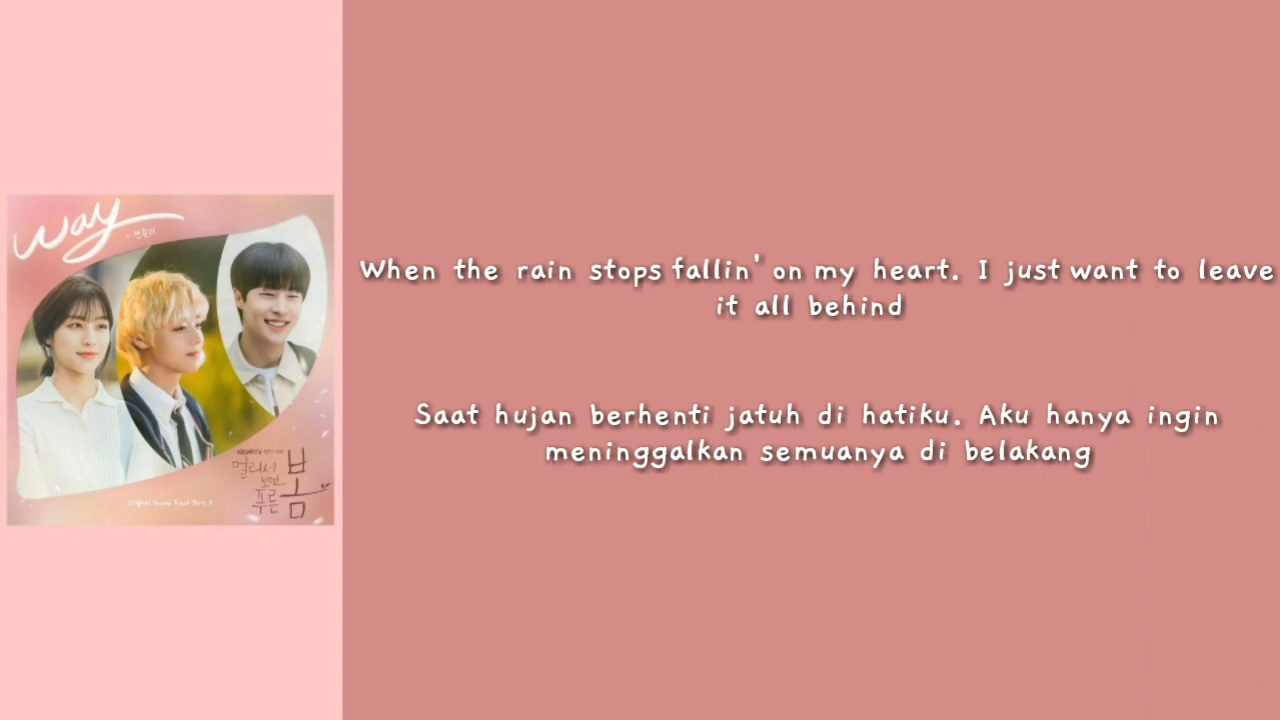 way
When the rain stops fallin' on my heart. I just want to leave
it all behind
Saat hujan berhenti jatuh di hatiku. Aku hanya ingin
meninggalkan semuanya di belakang
멀리서
보면
푸른
봄
Original Sound Track Part. 8